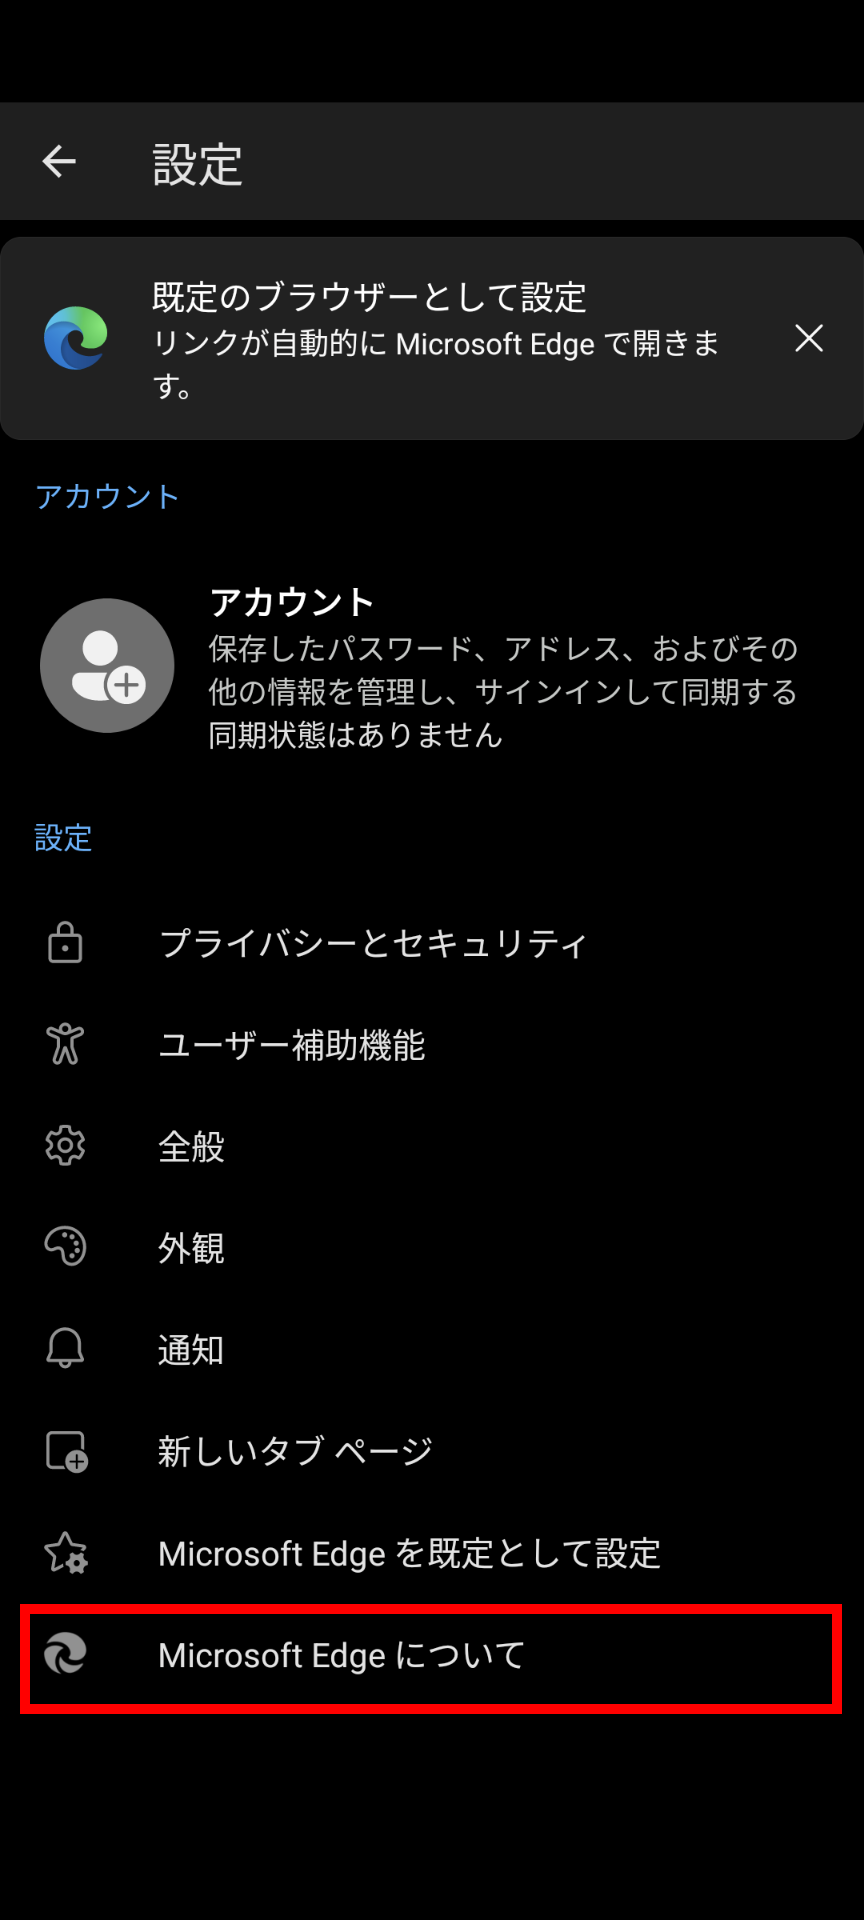 設定
既定のブラウザーとして設定
リンクが自動的に Microsoft Edge で開きま
す。
アカウント
アカウント
保存したパスワード、アドレス、およびその
他の情報を管理し、サインインして同期する
同期状態はありません
設定
プライバシーとセキュリティ
ユーザー補助機能
全般
外観
通知
新しいタブ ページ
Microsoft Edge を既定として設定
Microsoft Edge について